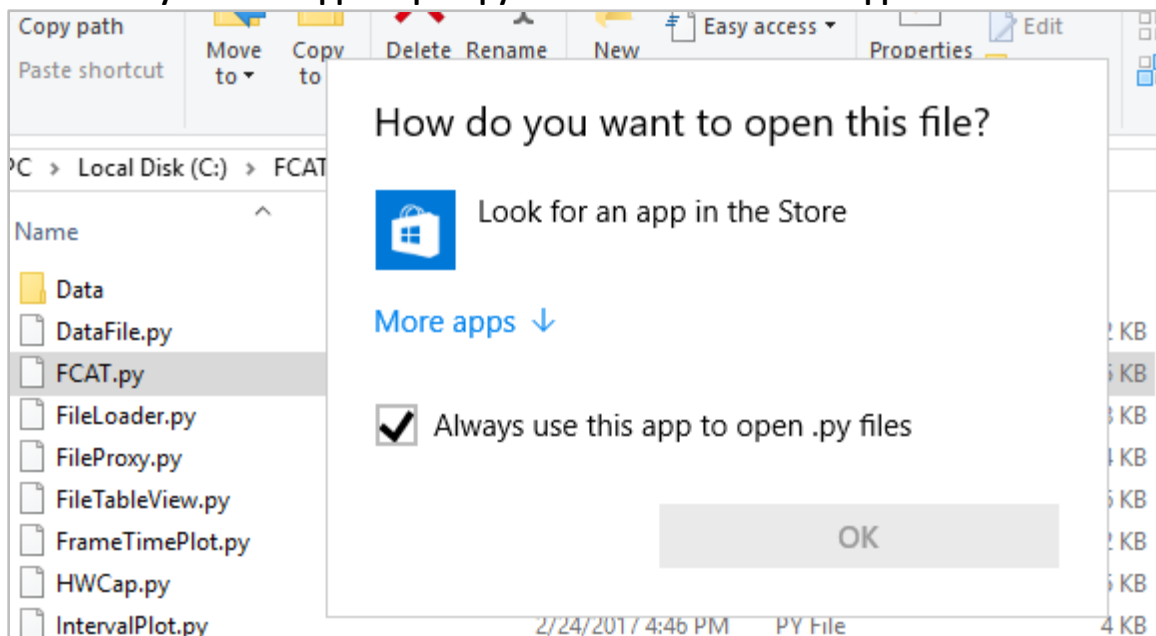 Copy path
Paste shortcut
Move to
Copy to
Delete
Rename
New
Easy access
Properties
Edit
PC > Local Disk (C:) > FCAT
Name
Data
DataFile.py
FCAT.py
FileLoader.py
FileProxy.py
FileTableView.py
FrameTimePlot.py
HWCap.py
IntervalPlot.py 2/24/2017 4:46 PM PY File 4 KB
How do you want to open this file?
Look for an app in the Store
More apps
Always use this app to open .py files
OK
KB
KB
KB
KB
KB
KB
KB